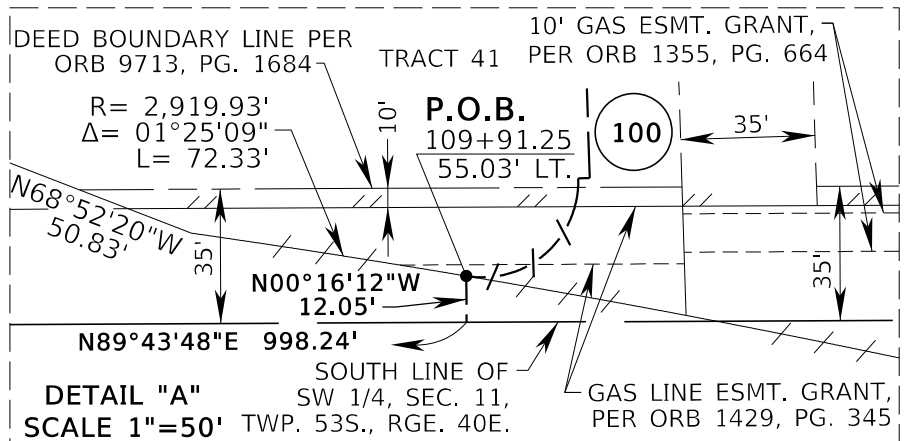 DEED BOUNDARY LINE PER
ORB 9713, PG. 1684
TRACT 41
10' GAS ESMT. GRANT,
PER ORB 1355, PG. 664
R= 2,919.93'
Δ= 01°25'09"
L= 72.33'
10'
P.O.B.
109+91.25
55.03' LT.
100
35'
N68°52'20"W
50.83'
35'
N00°16'12"W
12.05'
35'
N89°43'48"E 998.24'
SOUTH LINE OF
SW 1/4, SEC. 11,
TWP. 53S., RGE. 40E.
GAS LINE ESMT. GRANT,
PER ORB 1429, PG. 345
DETAIL "A"
SCALE 1"=50'